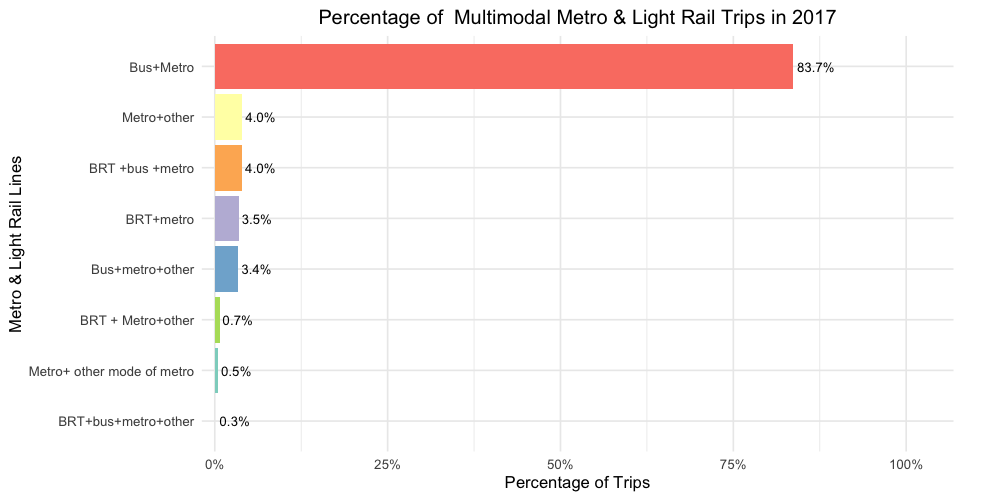 Percentage of  Multimodal Metro & Light Rail Trips in 2017
Metro & Light Rail Lines
Bus+Metro 83.7%
Metro+other 4.0%
BRT +bus +metro 4.0%
BRT+metro 3.5%
Bus+metro+other 3.4%
BRT + Metro+other 0.7%
Metro+ other mode of metro 0.5%
BRT+bus+metro+other 0.3%
0% 25% 50% 75% 100%
Percentage of Trips